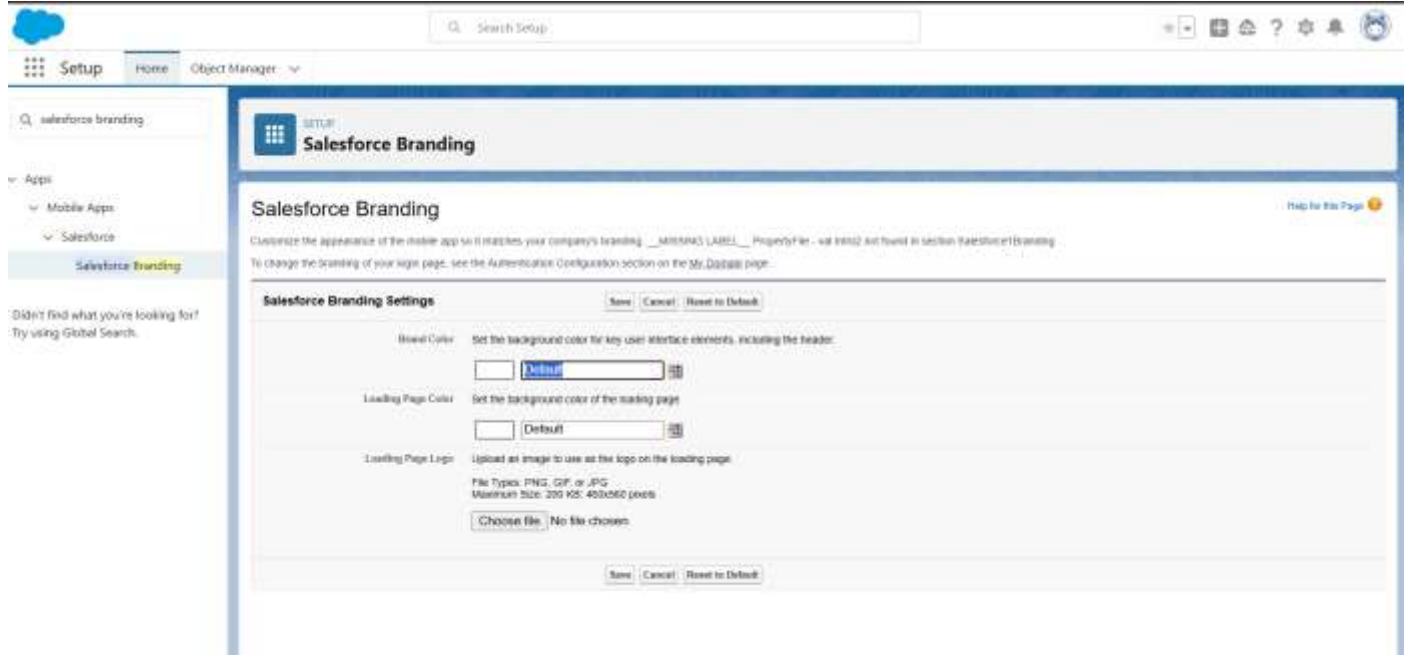 Search Setup
Setup
Home
Object Manager
salesforce branding
SETUP
Salesforce Branding
Apps
Mobile Apps
Salesforce
Salesforce Branding
Didn't find what you're looking for?
Try using Global Search.
Salesforce Branding
Help for this Page
Customize the appearance of the mobile app so it matches your company's branding. __MISSING LABEL__ PropertyFile - val intro2 not found in section Salesforce1Branding
To change the branding of your login page, see the Authentication Configuration section on the My Domain page.
Salesforce Branding Settings
Save Cancel Reset to Default
Brand Color Set the background color for key user interface elements, including the header.
Default
Loading Page Color Set the background color of the loading page
Default
Loading Page Logo Upload an image to use as the logo on the loading page
File Types: PNG, GIF, or JPG
Maximum Size: 200 KB; 460x560 pixels
Choose file No file chosen
Save Cancel Reset to Default